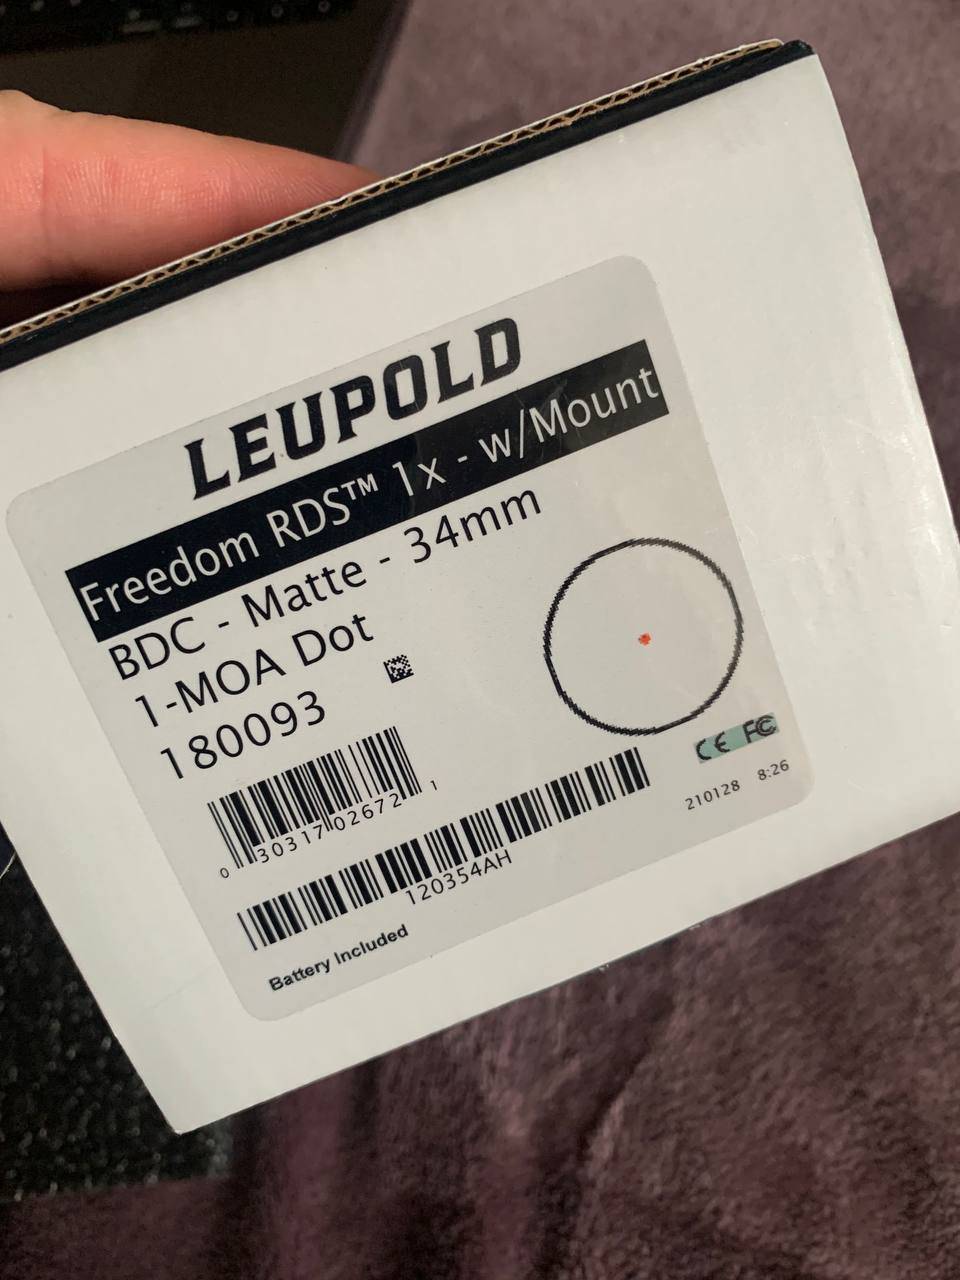 LEUPOLD
Freedom RDS™ 1x - w/Mount
BDC - Matte - 34mm
1-MOA Dot
180093
0 30317 02672 1
CE FC
120354AH
210128 8:26
Battery Included